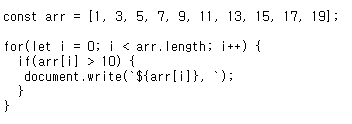 const arr = [1, 3, 5, 7, 9, 11, 13, 15, 17, 19];
for(let i = 0; i < arr.length; i++) {
if(arr[i] > 10) {
document.write(`${arr[i]}, `);
}
}